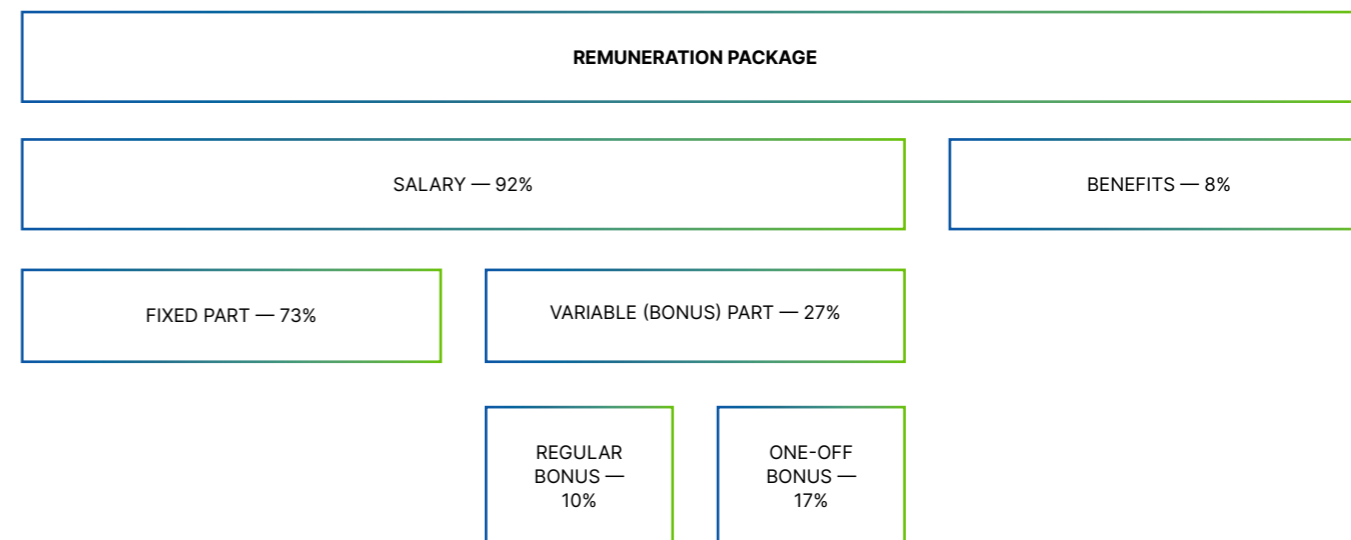 REMUNERATION PACKAGE
SALARY — 92%
BENEFITS — 8%
FIXED PART — 73%
VARIABLE (BONUS) PART — 27%
REGULAR
BONUS —
10%
ONE-OFF
BONUS —
17%